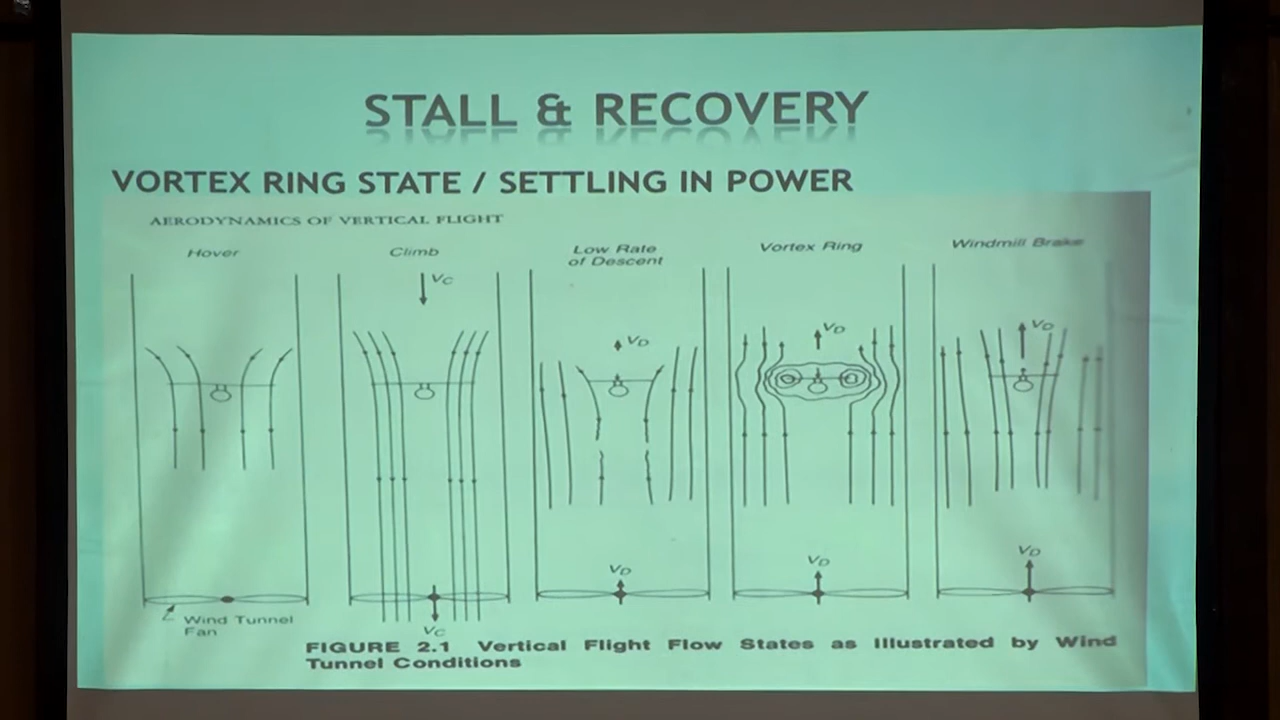 STALL & RECOVERY
VORTEX RING STATE / SETTLING IN POWER
AERODYNAMICS OF VERTICAL FLIGHT
Hover
Climb
Low Rate
of Descent
Vortex Ring
Windmill Brake
VC
VD
VD
VD
VD
VD
VD
Wind Tunnel
Fan
VC
FIGURE 2.1 Vertical Flight Flow States as Illustrated by Wind
Tunnel Conditions